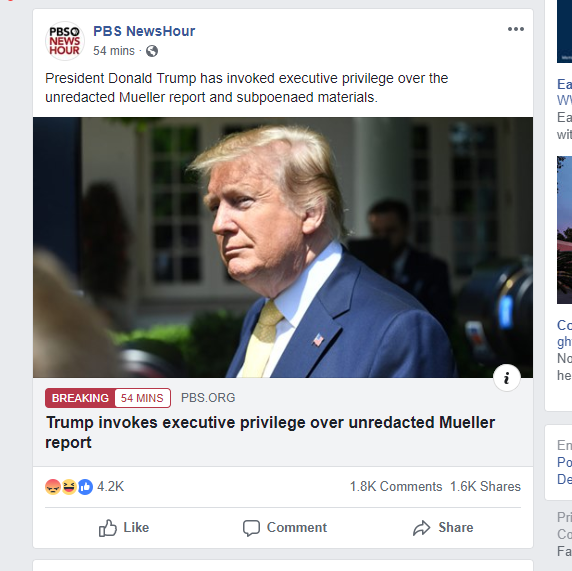 PBS
NEWS
HOUR
PBS NewsHour
54 mins ·
President Donald Trump has invoked executive privilege over the
unredacted Mueller report and subpoenaed materials.
i
BREAKING 54 MINS PBS.ORG
Trump invokes executive privilege over unredacted Mueller
report
4.2K 1.8K Comments 1.6K Shares
Like Comment Share
Ea
Ea
wit
Co
gh
No
he
En
Po
De
Pri
Co
Fa